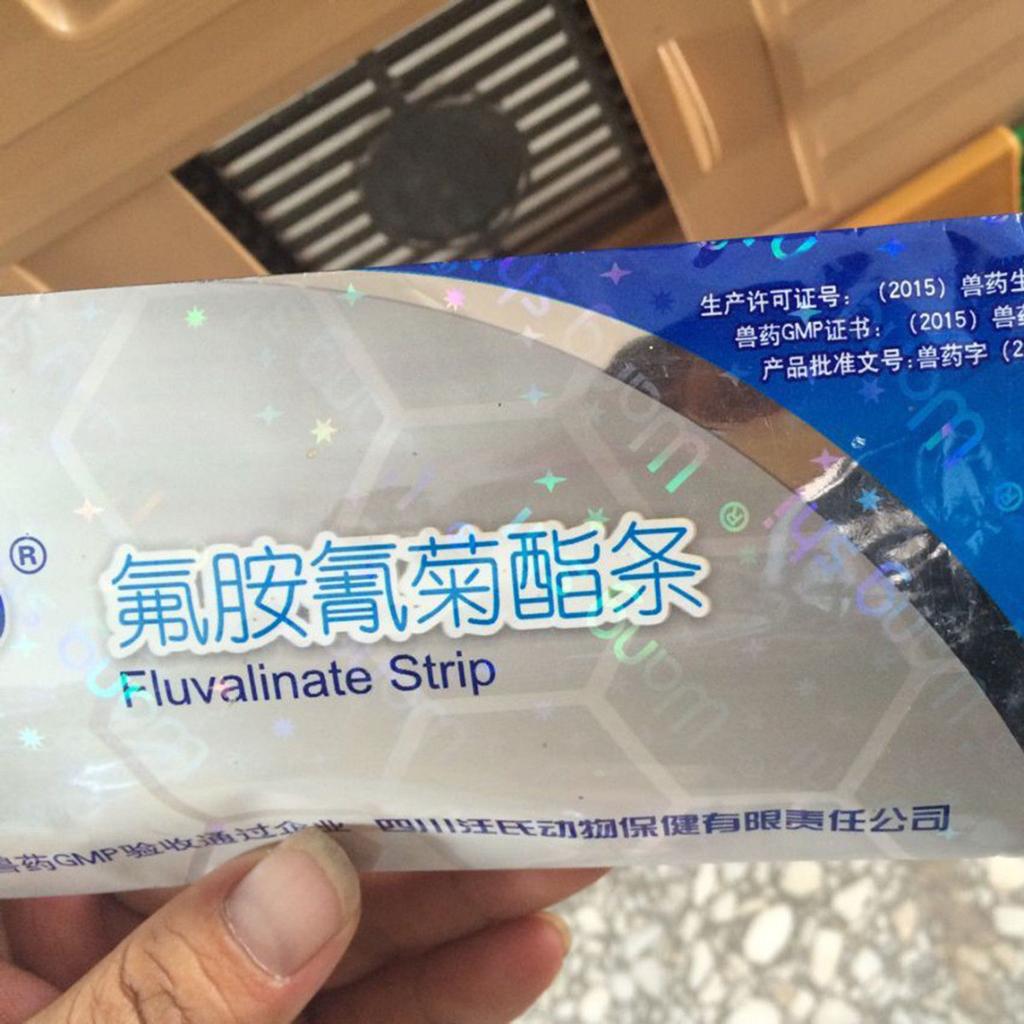 生产许可证号：（2015）兽药生
兽药GMP证书：（2015）兽药
产品批准文号：兽药字（2
®
氟胺氰菊酯条
Fluvalinate Strip
兽药GMP验收通过企业 四川汪氏动物保健有限责任公司